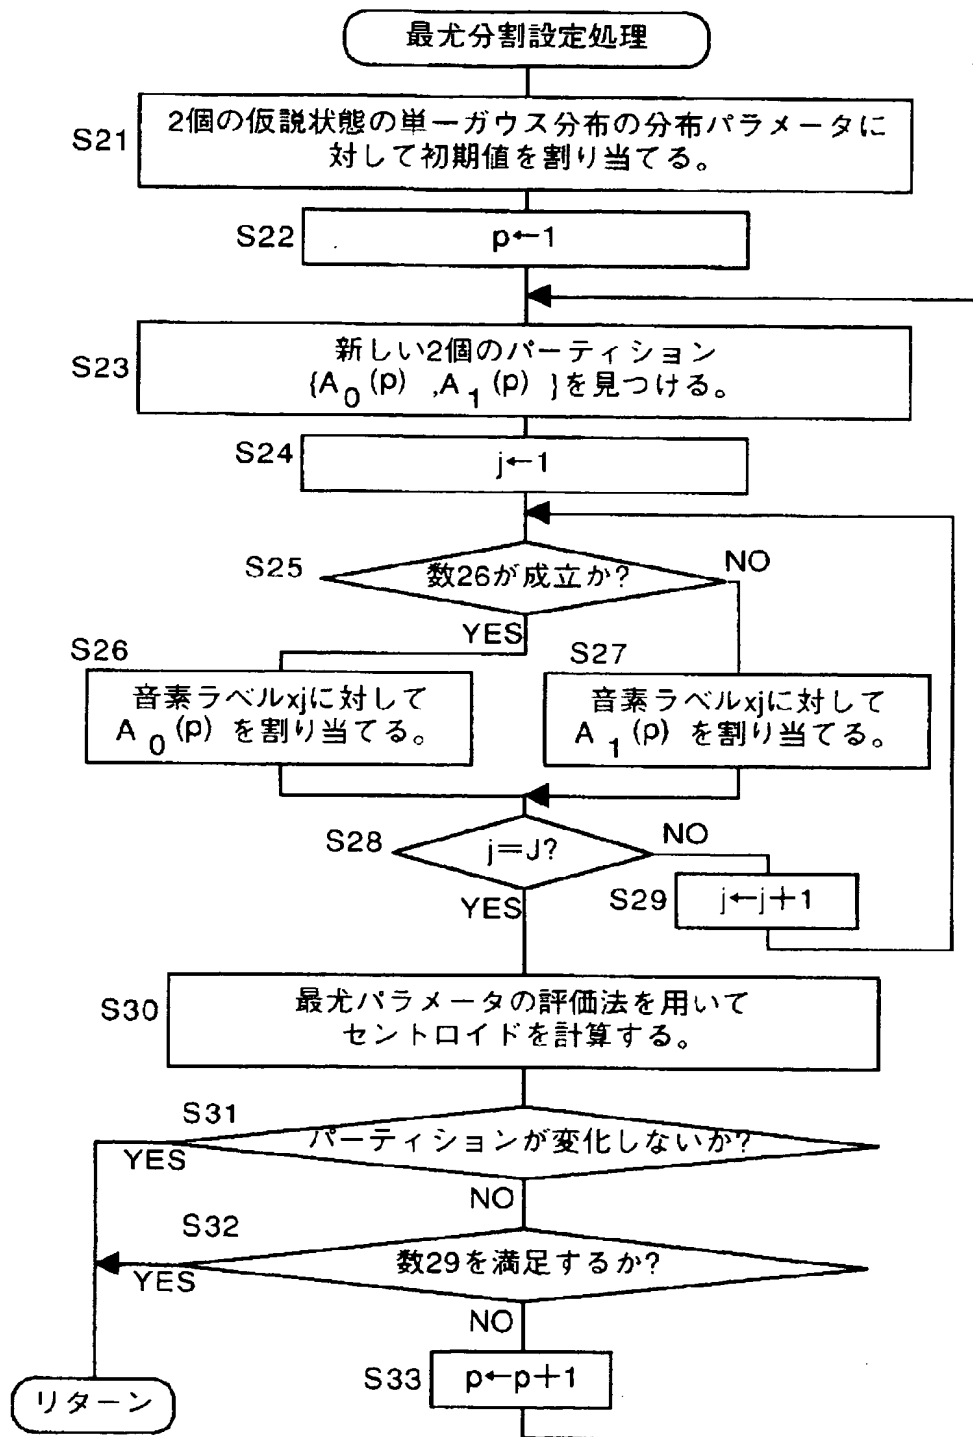 最尤分割設定処理
S21
2個の仮説状態の単一ガウス分布の分布パラメータに
対して初期値を割り当てる。
S22
p←1
S23
新しい2個のパーティション
{A0(p) ,A1(p) }を見つける。
S24
j←1
S25
数26が成立か?
NO
YES
S26
音素ラベルxjに対して
A0(p) を割り当てる。
S27
音素ラベルxjに対して
A1(p) を割り当てる。
S28
j=J?
NO
YES
S29
j←j+1
S30
最尤パラメータの評価法を用いて
セントロイドを計算する。
S31
パーティションが変化しないか?
YES
NO
S32
数29を満足するか?
YES
NO
S33
p←p+1
リターン